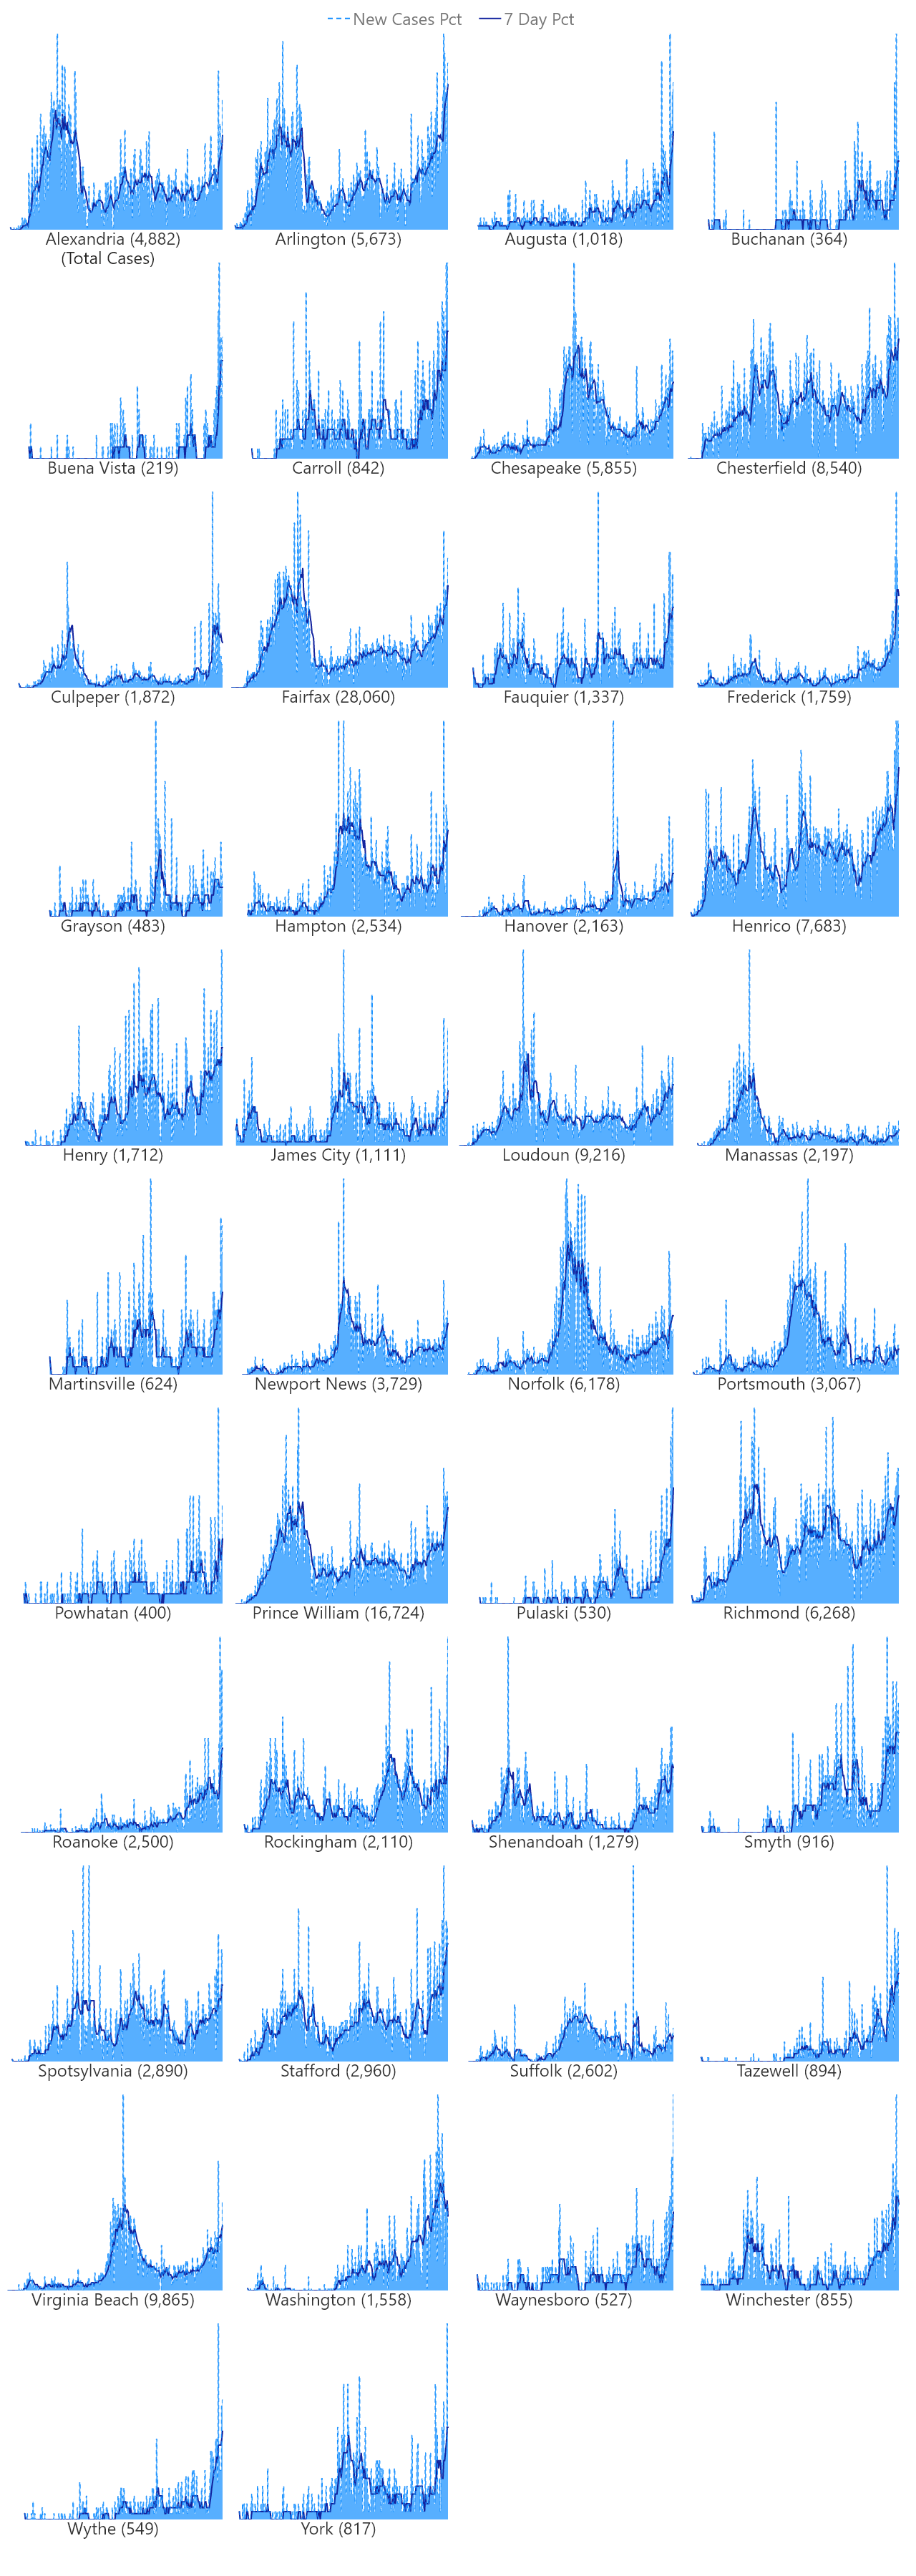 New Cases Pct 7 Day Pct
Alexandria (4,882) Arlington (5,673) Augusta (1,018) Buchanan (364)
(Total Cases)
Buena Vista (219) Carroll (842) Chesapeake (5,855) Chesterfield (8,540)
Culpeper (1,872) Fairfax (28,060) Fauquier (1,337) Frederick (1,759)
Grayson (483) Hampton (2,534) Hanover (2,163) Henrico (7,683)
Henry (1,712) James City (1,111) Loudoun (9,216) Manassas (2,197)
Martinsville (624) Newport News (3,729) Norfolk (6,178) Portsmouth (3,067)
Powhatan (400) Prince William (16,724) Pulaski (530) Richmond (6,268)
Roanoke (2,500) Rockingham (2,110) Shenandoah (1,279) Smyth (916)
Spotsylvania (2,890) Stafford (2,960) Suffolk (2,602) Tazewell (894)
Virginia Beach (9,865) Washington (1,558) Waynesboro (527) Winchester (855)
Wythe (549) York (817)